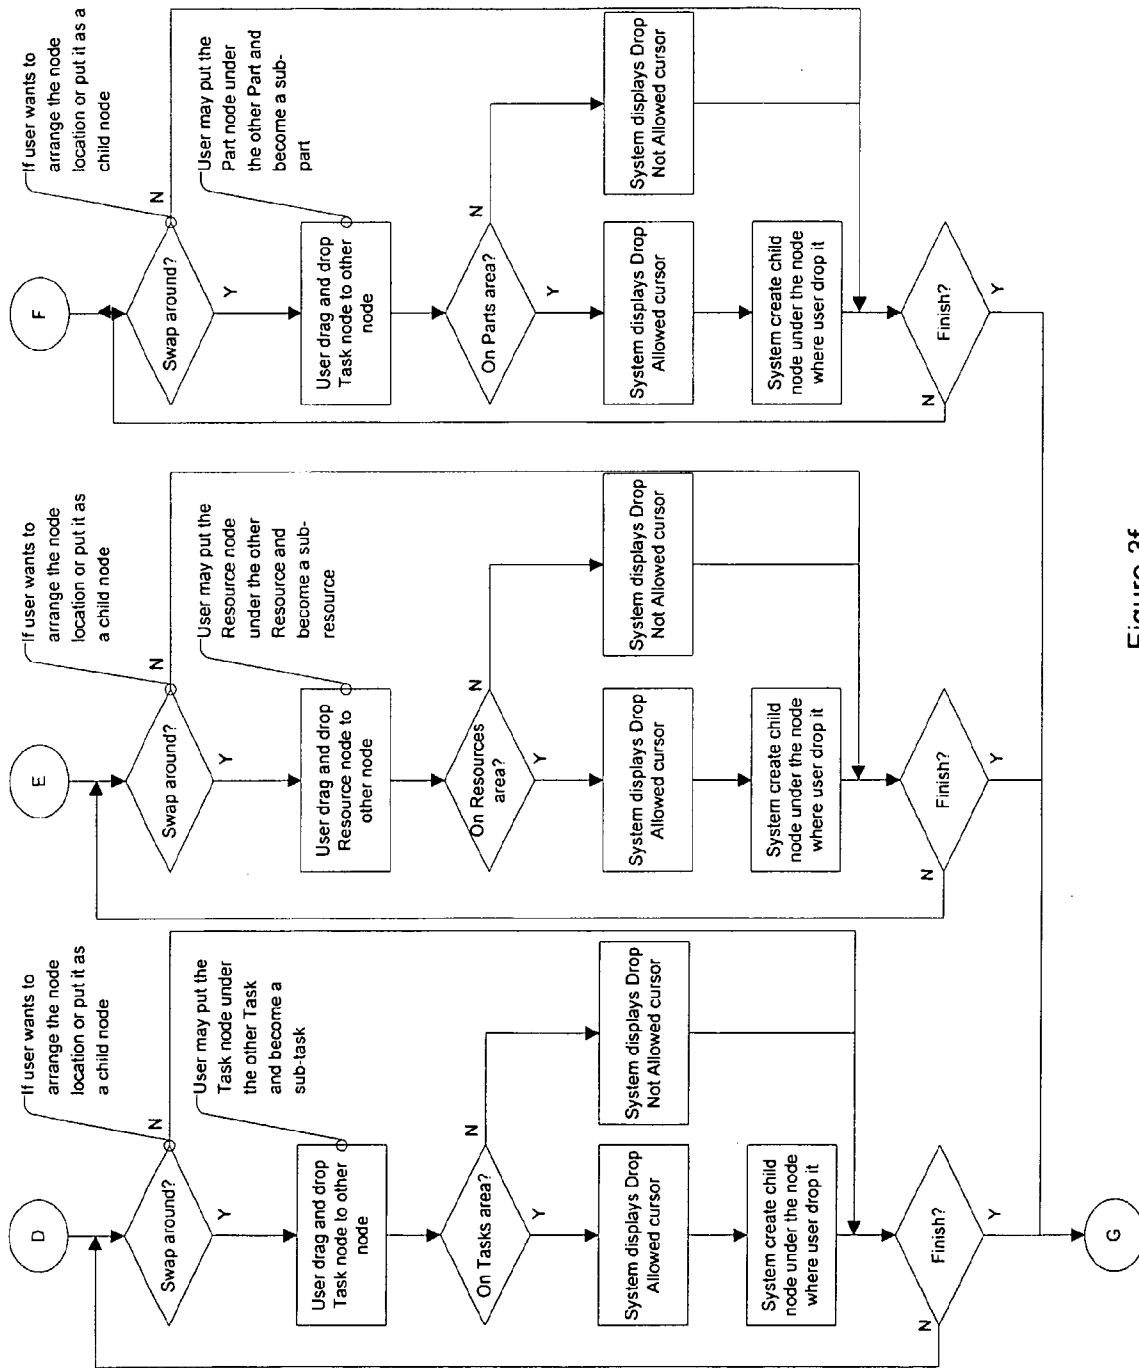 D
If user wants to
arrange the node
location or put it as
a child node
Swap around?
N
Y
User may put the
Task node under
the other Task
and become a
sub-task
User drag and drop
Task node to other
node
On Tasks area?
N
Y
System displays Drop
Allowed cursor
System displays Drop
Not Allowed cursor
System create child
node under the node
where user drop it
Finish?
N
Y
G
E
If user wants to
arrange the node
location or put it as
a child node
Swap around?
N
Y
User may put the
Resource node
under the other
Resource and
become a sub-
resource
User drag and drop
Resource node to
other node
On Resources
area?
N
Y
System displays Drop
Allowed cursor
System displays Drop
Not Allowed cursor
System create child
node under the node
where user drop it
Finish?
N
Y
F
If user wants to
arrange the node
location or put it as a
child node
Swap around?
N
Y
User may put the
Part node under
the other Part and
become a sub-
part
User drag and drop
Task node to other
node
On Parts area?
N
Y
System displays Drop
Allowed cursor
System displays Drop
Not Allowed cursor
System create child
node under the node
where user drop it
Finish?
N
Y
Figure 3f